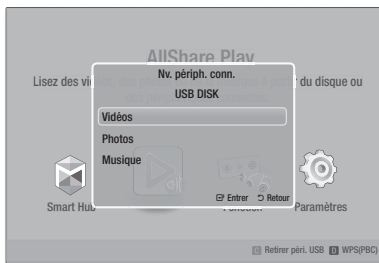 AllShare Play
Nv. périph. conn.
Lisez des vi
du disque ou
USB DISK
Vidéos
Photos
Musique
Entrer Retour
Smart Hub
Function
Paramètres
C Retirer péri. USB D WPS(PBC)